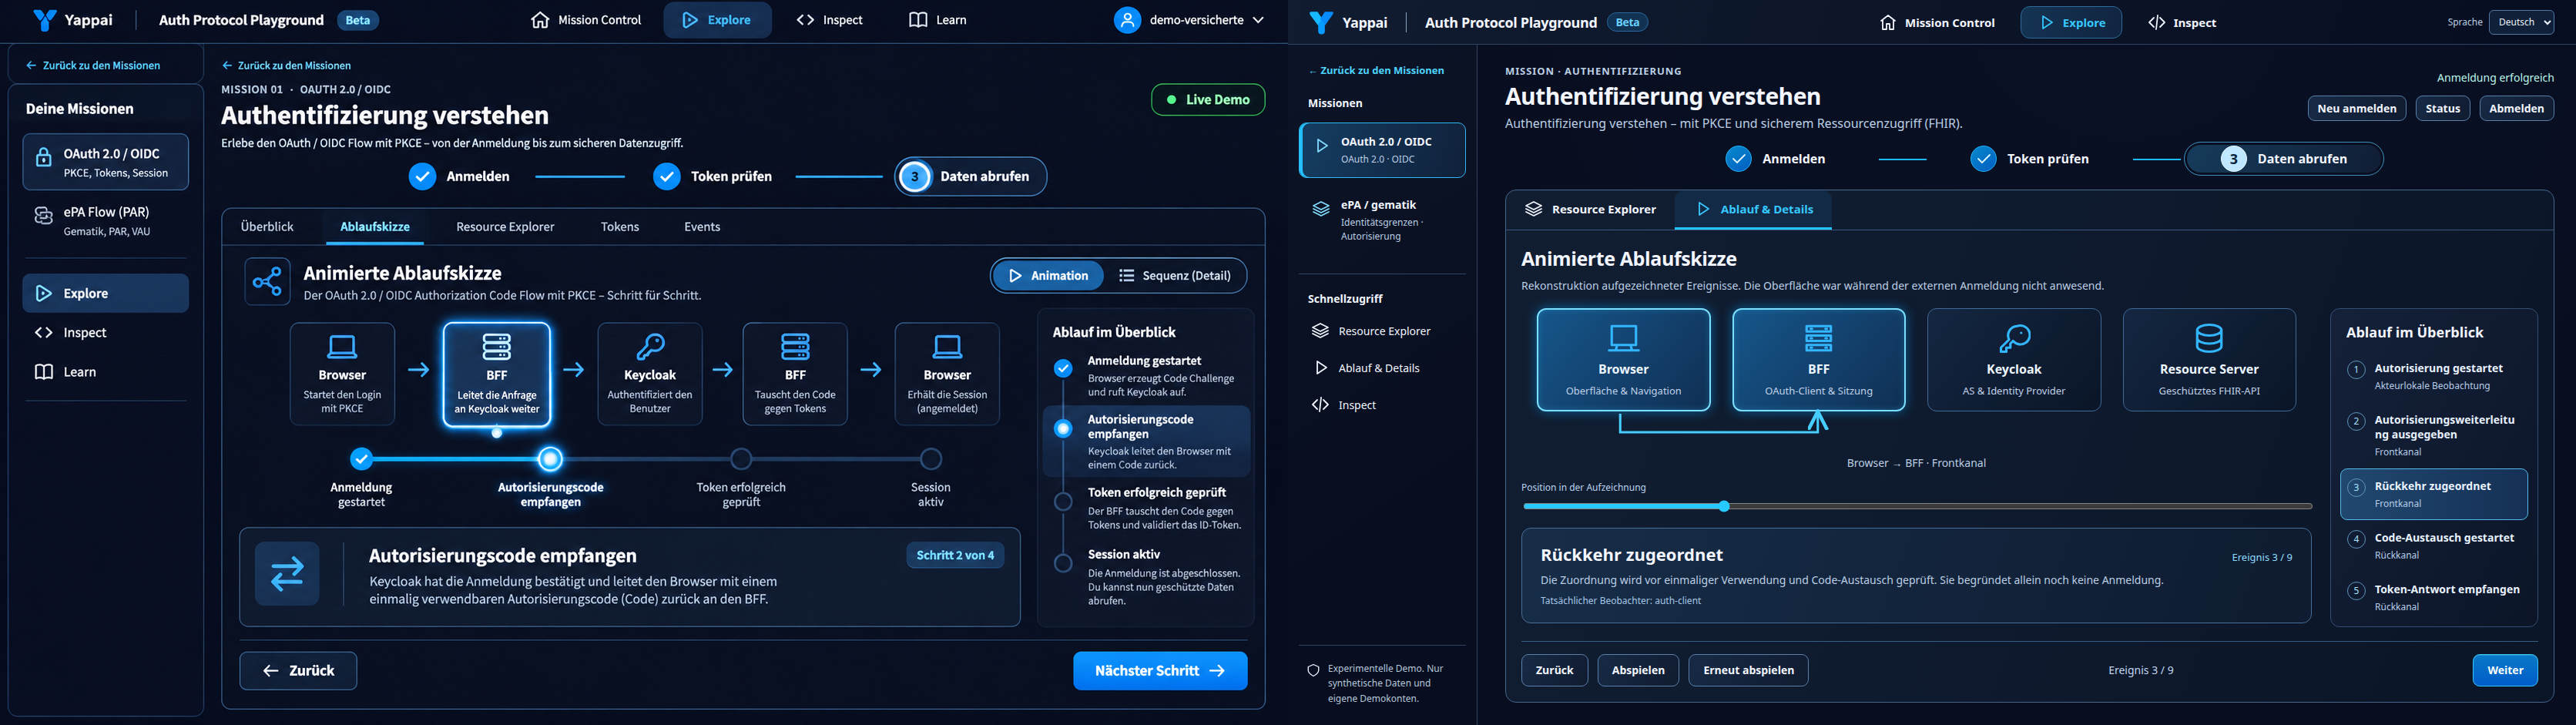 Yappai
Auth Protocol Playground
Beta
Mission Control
Explore
Inspect
Learn
demo-versicherte
← Zurück zu den Missionen
Deine Missionen
OAuth 2.0 / OIDC
PKCE, Tokens, Session
ePA Flow (PAR)
Gematik, PAR, VAU
Explore
Inspect
Learn
← Zurück zu den Missionen
MISSION 01 · OAUTH 2.0 / OIDC
Authentifizierung verstehen
Erlebe den OAuth / OIDC Flow mit PKCE – von der Anmeldung bis zum sicheren Datenzugriff.
Live Demo
Anmelden
Token prüfen
3
Daten abrufen
Überblick
Ablaufskizze
Resource Explorer
Tokens
Events
Animierte Ablaufskizze
Der OAuth 2.0 / OIDC Authorization Code Flow mit PKCE – Schritt für Schritt.
Animation
Sequenz (Detail)
Browser
Startet den Login
mit PKCE
BFF
Leitet die Anfrage
an Keycloak weiter
Keycloak
Authentifiziert den
Benutzer
BFF
Tauscht den Code
gegen Tokens
Browser
Erhält die Session
(angemeldet)
Anmeldung
gestartet
Autorisierungscode
empfangen
Token erfolgreich
geprüft
Session
aktiv
Autorisierungscode empfangen
Schritt 2 von 4
Keycloak hat die Anmeldung bestätigt und leitet den Browser mit einem
einmalig verwendbaren Autorisierungscode (Code) zurück an den BFF.
Ablauf im Überblick
Anmeldung gestartet
Browser erzeugt Code Challenge
und ruft Keycloak auf.
Autorisierungscode
empfangen
Keycloak leitet den Browser mit
einem Code zurück.
Token erfolgreich geprüft
Der BFF tauscht den Code gegen
Tokens und validiert das ID-Token.
Session aktiv
Die Anmeldung ist abgeschlossen.
Du kannst nun geschützte Daten
abrufen.
← Zurück
Nächster Schritt →
Yappai
Auth Protocol Playground
Beta
Mission Control
Explore
Inspect
Sprache
Deutsch
← Zurück zu den Missionen
Missionen
OAuth 2.0 / OIDC
OAuth 2.0 · OIDC
ePA / gematik
Identitätsgrenzen ·
Autorisierung
Schnellzugriff
Resource Explorer
Ablauf & Details
Inspect
Experimentelle Demo. Nur
synthetische Daten und
eigene Demokonten.
MISSION · AUTHENTIFIZIERUNG
Authentifizierung verstehen
Authentifizierung verstehen – mit PKCE und sicherem Ressourcenzugriff (FHIR).
Anmeldung erfolgreich
Neu anmelden
Status
Abmelden
Anmelden
Token prüfen
3
Daten abrufen
Resource Explorer
Ablauf & Details
Animierte Ablaufskizze
Rekonstruktion aufgezeichneter Ereignisse. Die Oberfläche war während der externen Anmeldung nicht anwesend.
Browser
Oberfläche & Navigation
BFF
OAuth-Client & Sitzung
Keycloak
AS & Identity Provider
Resource Server
Geschütztes FHIR-API
Browser → BFF · Frontkanal
Position in der Aufzeichnung
Rückkehr zugeordnet
Ereignis 3 / 9
Die Zuordnung wird vor einmaliger Verwendung und Code-Austausch geprüft. Sie begründet allein noch keine Anmeldung.
Tatsächlicher Beobachter: auth-client
Ablauf im Überblick
1
Autorisierung gestartet
Akteurlokale Beobachtung
2
Autorisierungsweiterleitu
ng ausgegeben
Frontkanal
3
Rückkehr zugeordnet
Frontkanal
4
Code-Austausch gestartet
Rückkanal
5
Token-Antwort empfangen
Rückkanal
Zurück
Abspielen
Erneut abspielen
Ereignis 3 / 9
Weiter